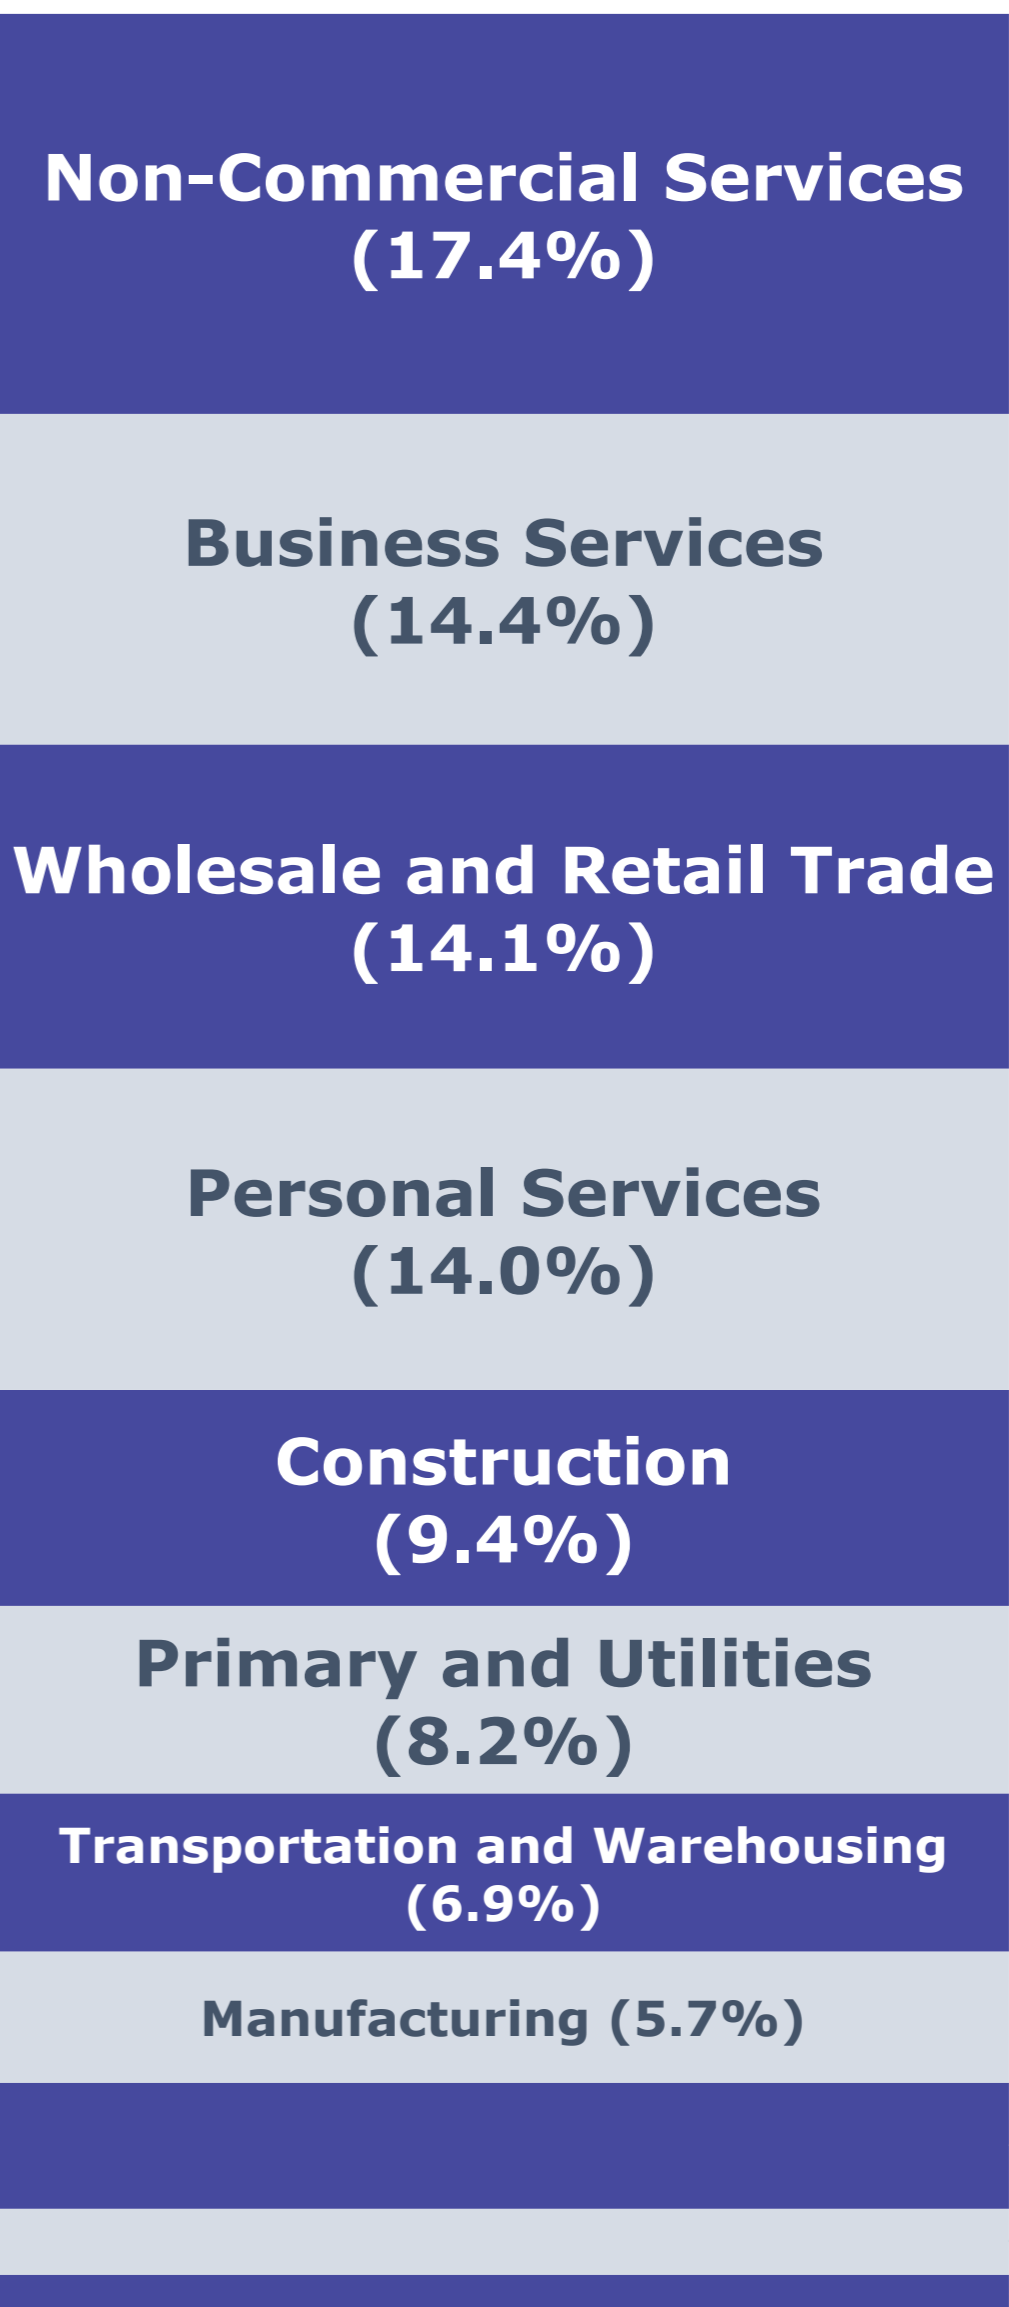 Non-Commercial Services
(17.4%)
Business Services
(14.4%)
Wholesale and Retail Trade
(14.1%)
Personal Services
(14.0%)
Construction
(9.4%)
Primary and Utilities
(8.2%)
Transportation and Warehousing
(6.9%)
Manufacturing (5.7%)